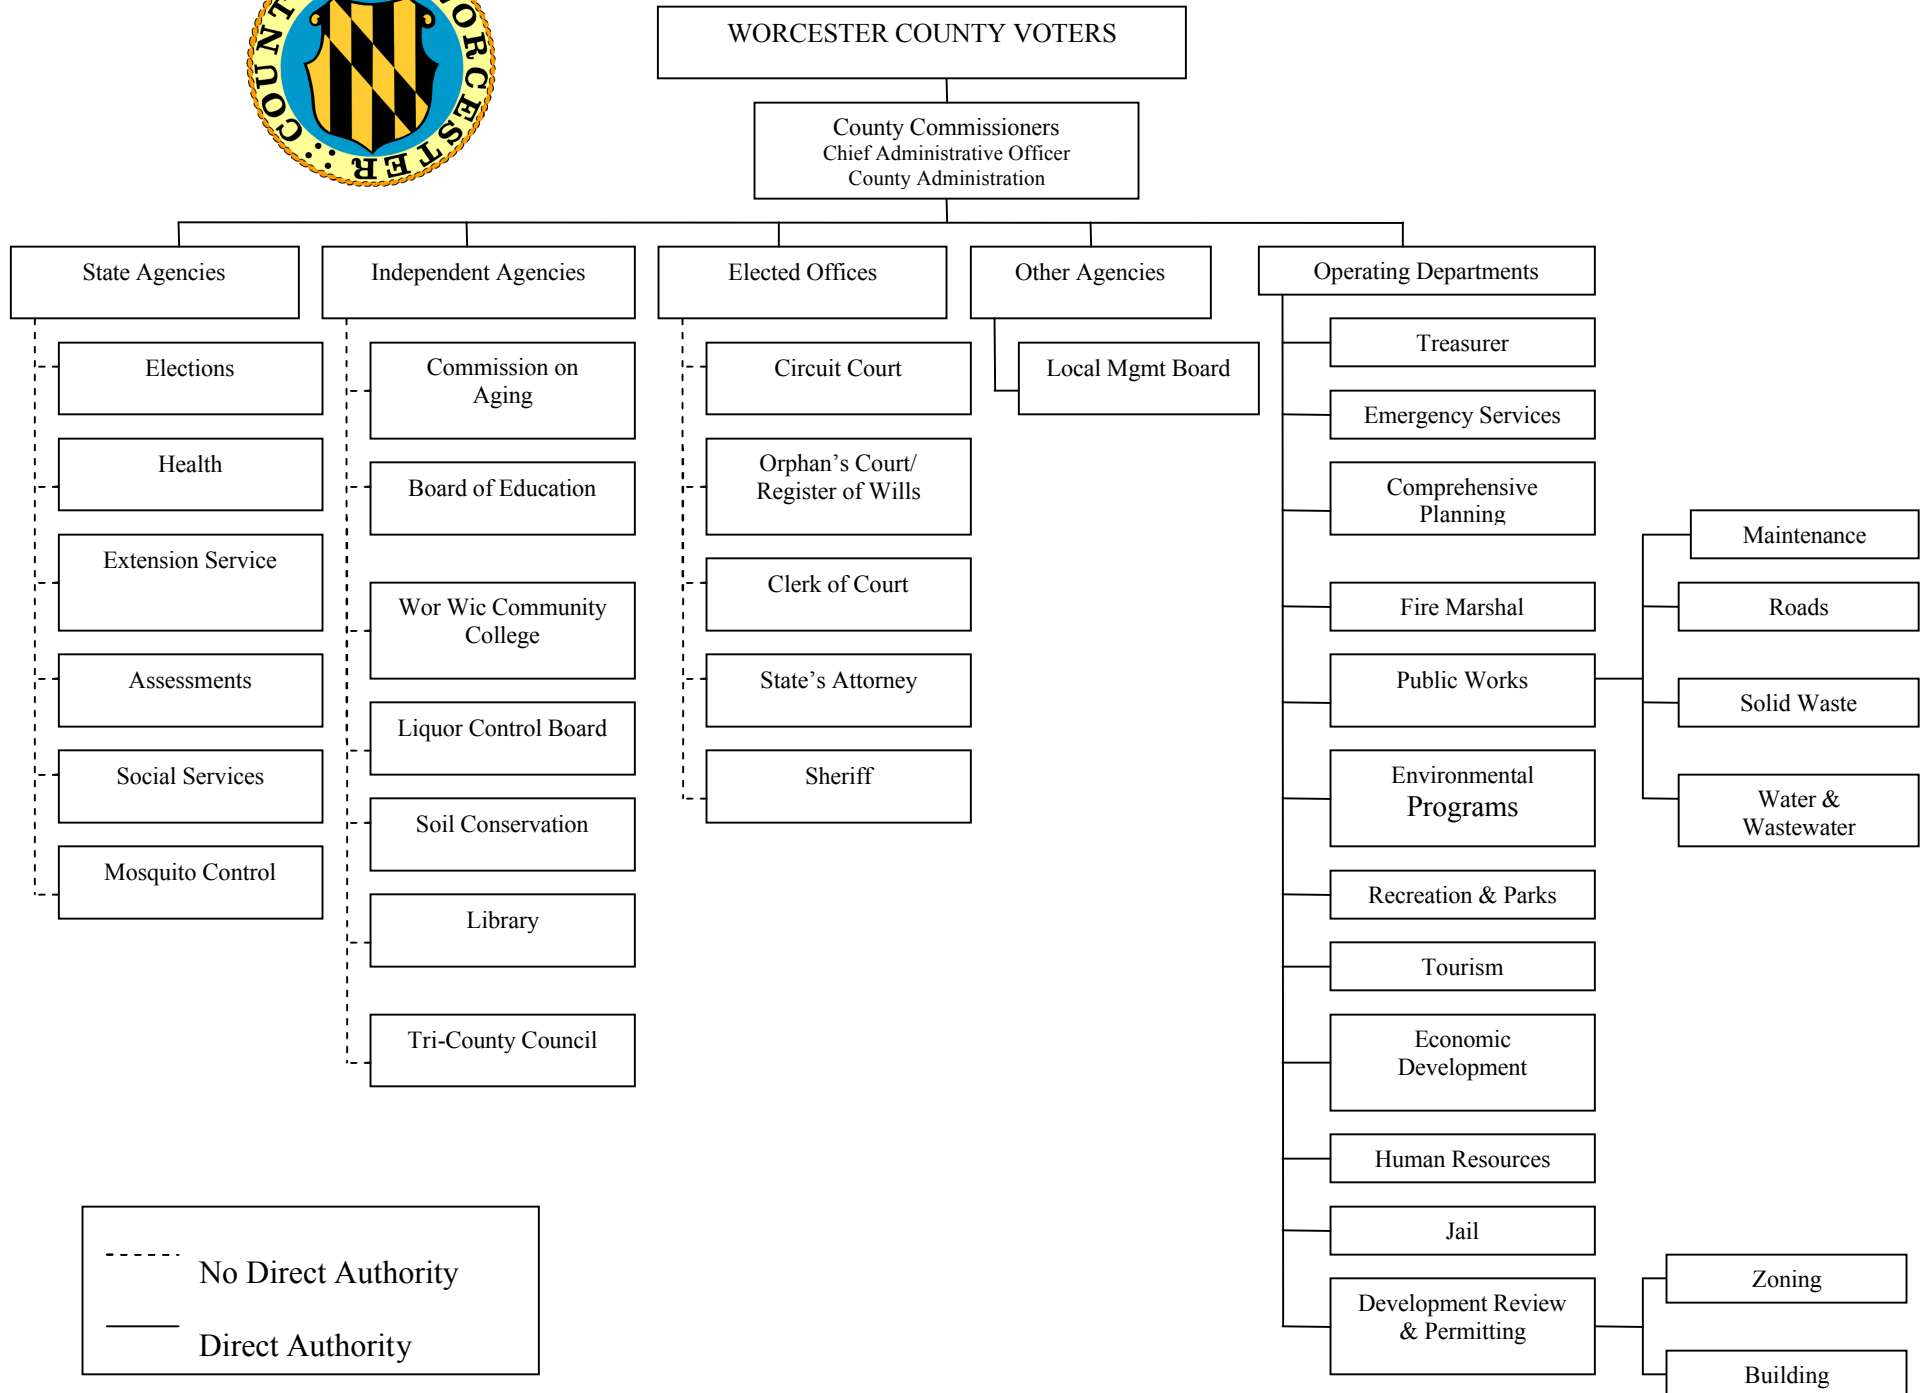 COUNT
ORCESTER
WORCESTER COUNTY VOTERS
County Commissioners
Chief Administrative Officer
County Administration
State Agencies
Independent Agencies
Elected Offices
Other Agencies
Operating Departments
Elections
Health
Extension Service
Assessments
Social Services
Mosquito Control
Commission on
Aging
Board of Education
Wor Wic Community
College
Liquor Control Board
Soil Conservation
Library
Tri-County Council
Circuit Court
Orphan’s Court/
Register of Wills
Clerk of Court
State’s Attorney
Sheriff
Local Mgmt Board
Treasurer
Emergency Services
Comprehensive
Planning
Fire Marshal
Public Works
Environmental
Programs
Recreation & Parks
Tourism
Economic
Development
Human Resources
Jail
Development Review
& Permitting
Maintenance
Roads
Solid Waste
Water &
Wastewater
Zoning
Building
No Direct Authority
Direct Authority